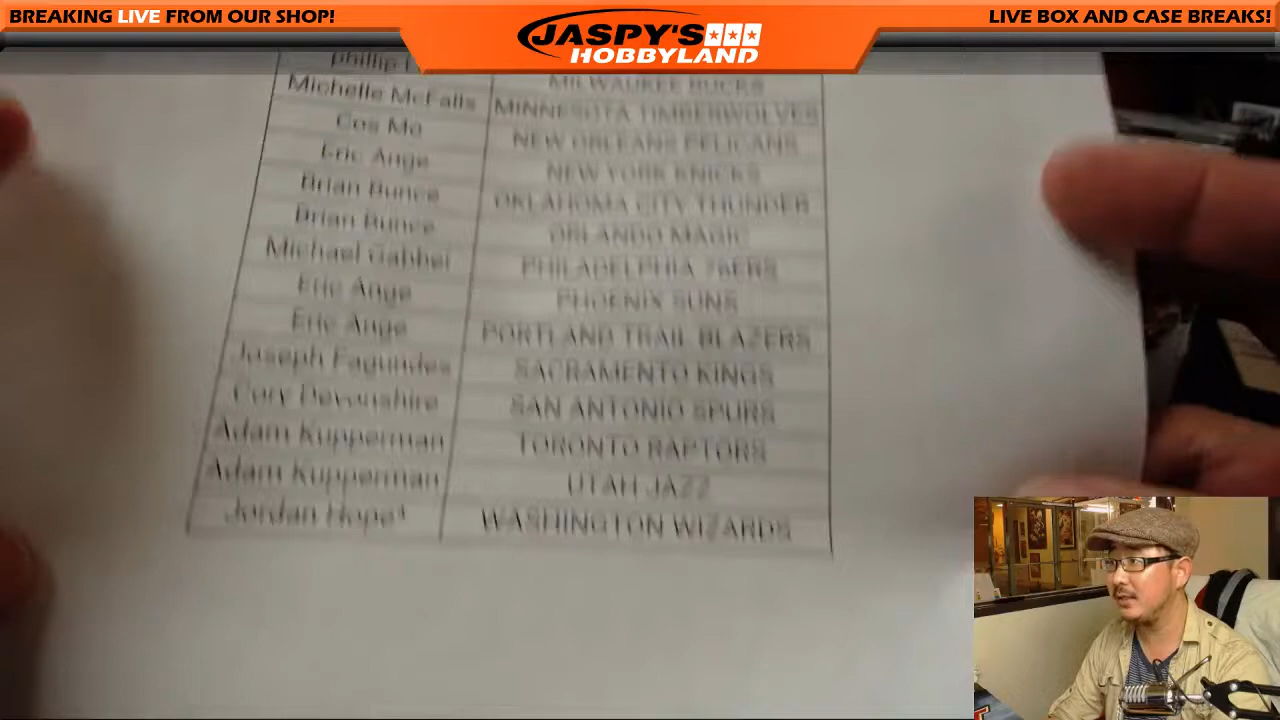 BREAKING LIVE FROM OUR SHOP!
JASPY'S
HOBBYLAND
LIVE BOX AND CASE BREAKS!
phillip
MILWAUKEE BUCKS
Michelle McFalls MINNESOTA TIMBERWOLVES
Cos Mo NEW ORLEANS PELICANS
Eric Ange NEW YORK KNICKS
Brian Bunce OKLAHOMA CITY THUNDER
Brian Bunce ORLANDO MAGIC
Michael Gabbei PHILADELPHIA 76ERS
Eric Ange PHOENIX SUNS
Eric Ange PORTLAND TRAIL BLAZERS
Joseph Fagundes SACRAMENTO KINGS
Cory Devonshire SAN ANTONIO SPURS
Adam Kupperman TORONTO RAPTORS
Adam Kupperman UTAH JAZZ
Jordan WASHINGTON WIZARDS